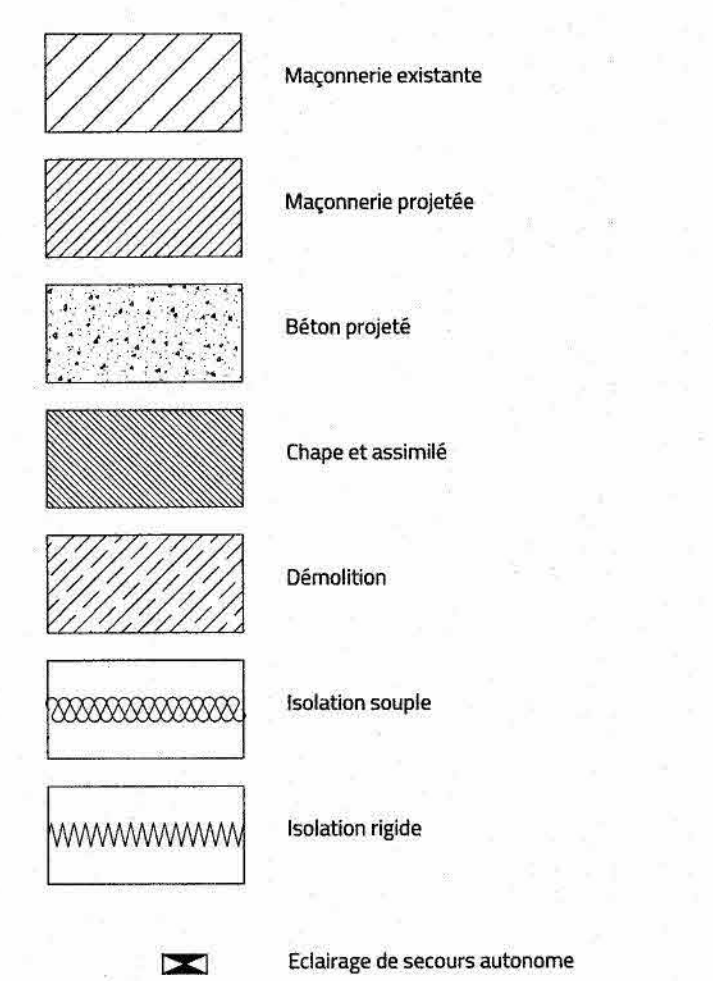 Maçonnerie existante
Maçonnerie projetée
Béton projeté
Chape et assimilé
Démolition
Isolation souple
Isolation rigide
Eclairage de secours autonome